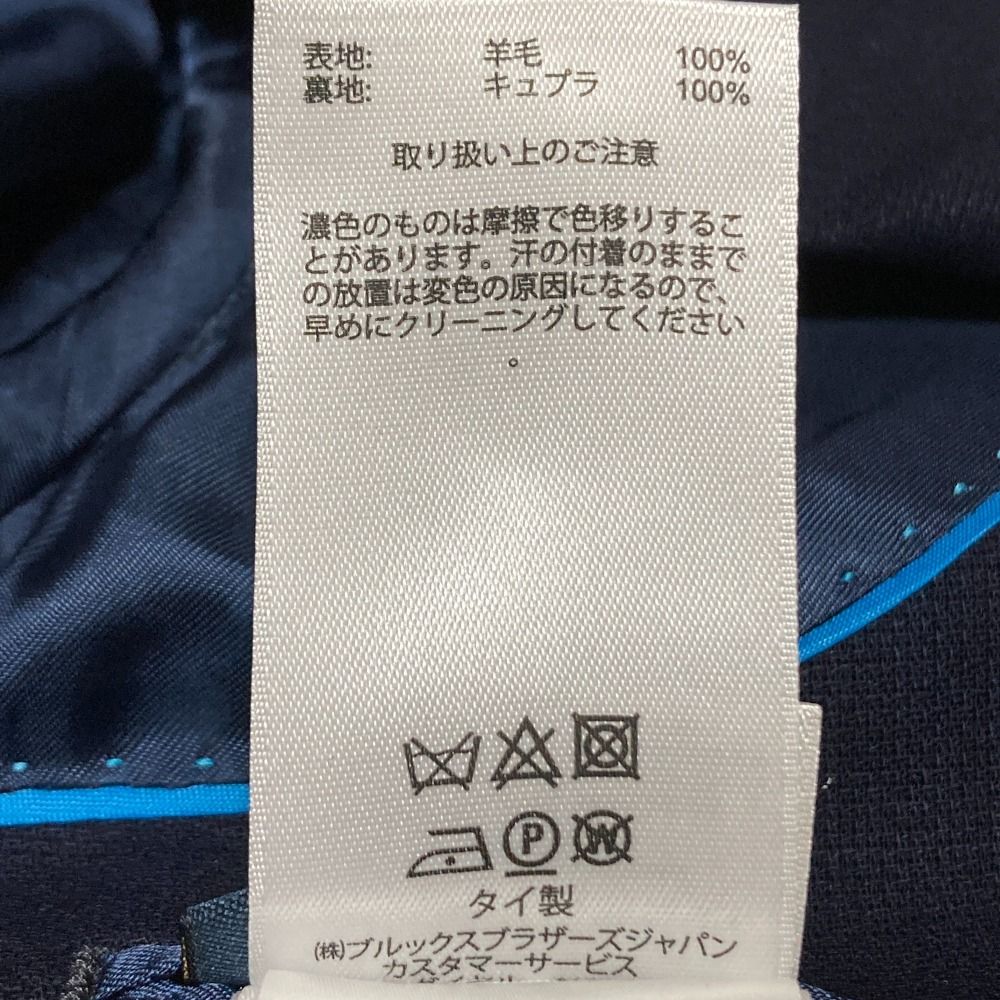 表地: 羊毛 100%
裏地: キュプラ 100%
取り扱い上のご注意
濃色のものは摩擦で色移りするこ
とがあります。汗の付着のままで
の放置は変色の原因になるので、
早めにクリーニングしてください
。
P W
タイ製
(株)ブルックスブラザーズジャパン
カスタマーサービス